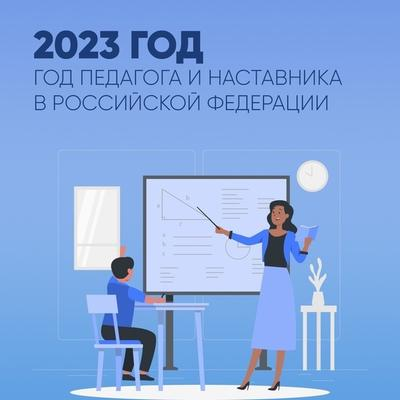 2023 ГОД
ГОД ПЕДАГОГА И НАСТАВНИКА
В РОССИЙСКОЙ ФЕДЕРАЦИИ